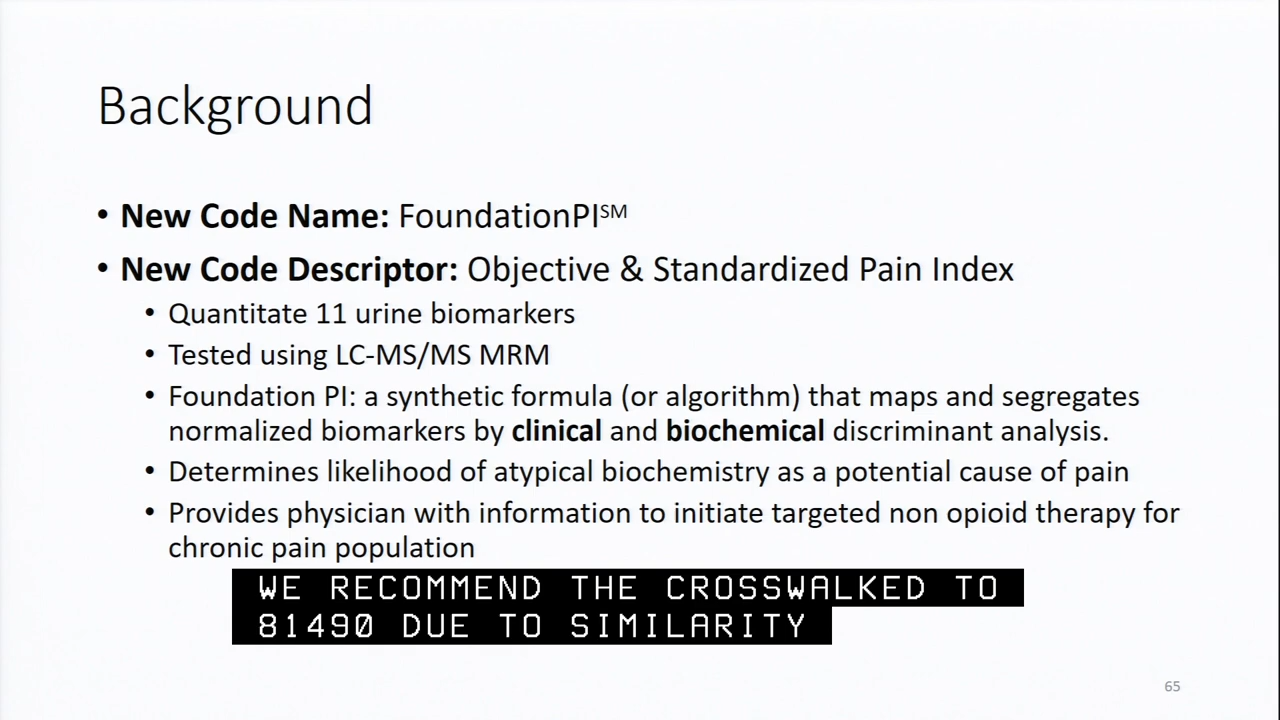 Background
• New Code Name: FoundationPI℠
• New Code Descriptor: Objective & Standardized Pain Index
• Quantitate 11 urine biomarkers
• Tested using LC-MS/MS MRM
• Foundation PI: a synthetic formula (or algorithm) that maps and segregates
normalized biomarkers by clinical and biochemical discriminant analysis.
• Determines likelihood of atypical biochemistry as a potential cause of pain
• Provides physician with information to initiate targeted non opioid therapy for
chronic pain population
WE RECOMMEND THE CROSSWALKED TO
81490 DUE TO SIMILARITY
65